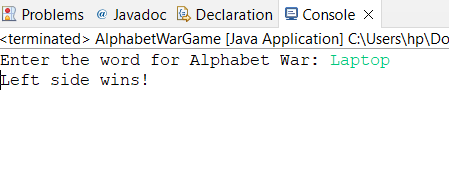 Problems @ Javadoc Declaration Console
<terminated> AlphabetWarGame [Java Application] C:\Users\hp\Do
Enter the word for Alphabet War: Laptop
Left side wins!